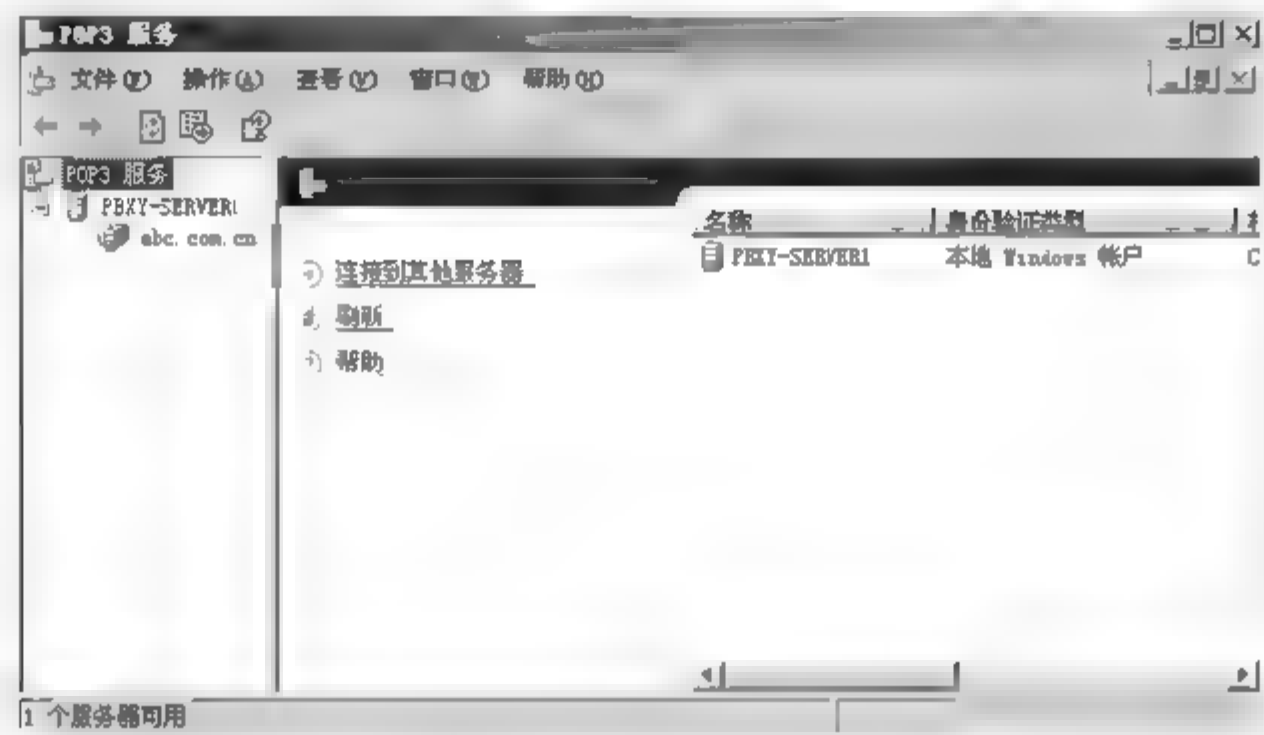 POP3 服务
文件(F) 操作(A) 查看(V) 窗口(W) 帮助(H)
POP3 服务
PBXY-SERVER1
abc.com.cn
连接到其他服务器
刷新
帮助
名称 身份验证类型
PBXY-SERVER1 本地 Windows 帐户
1 个服务器可用